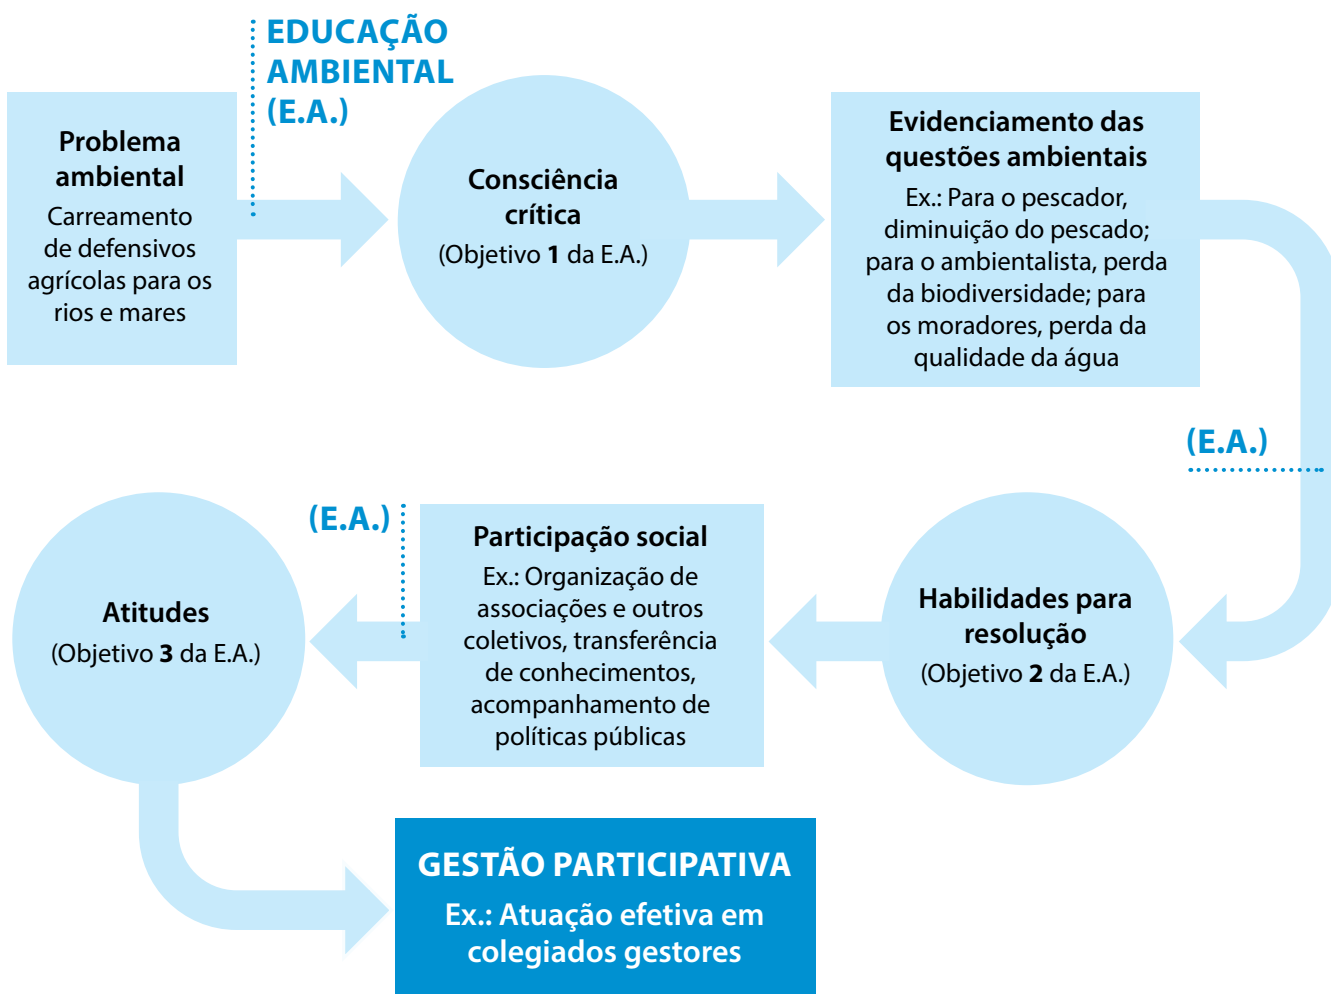 EDUCAÇÃO
AMBIENTAL
(E.A.)
Problema
ambiental
Carreamento
de defensivos
agrícolas para os
rios e mares
Consciência
crítica
(Objetivo 1 da E.A.)
Evidenciamento das
questões ambientais
Ex.: Para o pescador,
diminuição do pescado;
para o ambientalista, perda
da biodiversidade; para
os moradores, perda da
qualidade da água
(E.A.)
Habilidades para
resolução
(Objetivo 2 da E.A.)
Participação social
Ex.: Organização de
associações e outros
coletivos, transferência
de conhecimentos,
acompanhamento de
políticas públicas
(E.A.)
Atitudes
(Objetivo 3 da E.A.)
GESTÃO PARTICIPATIVA
Ex.: Atuação efetiva em
colegiados gestores